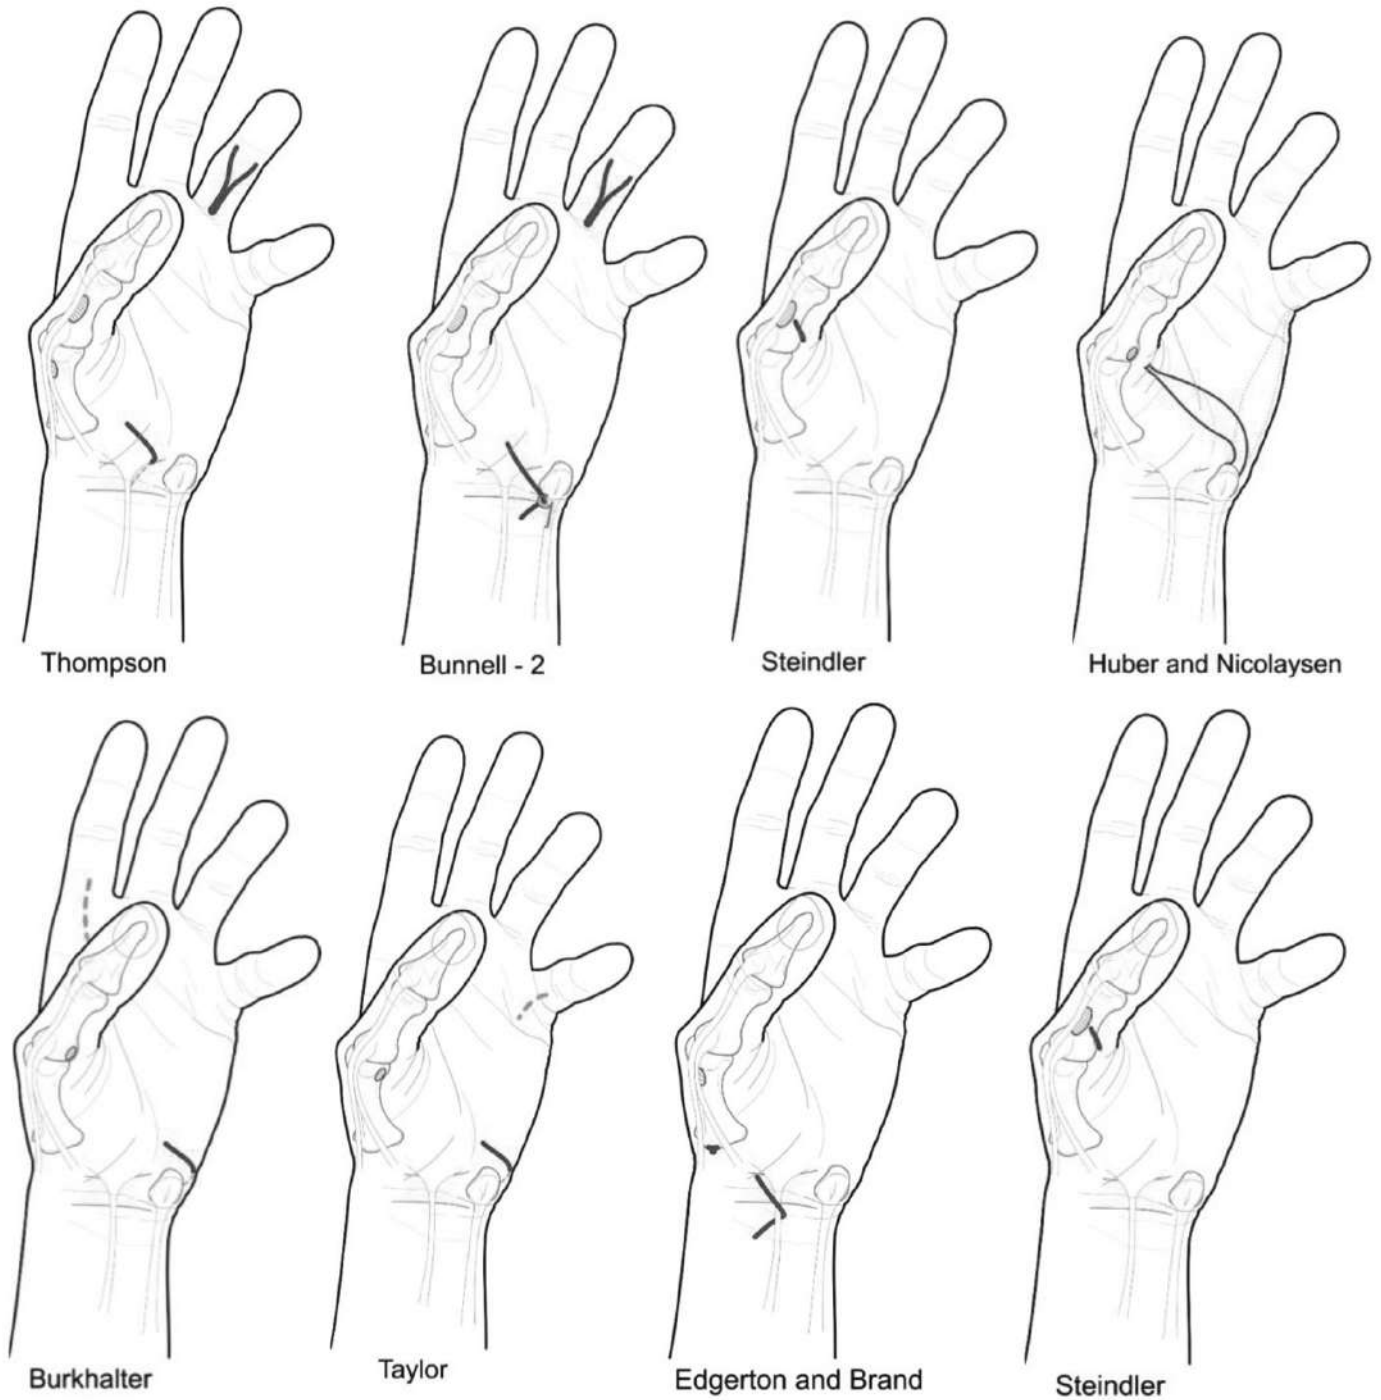 Thompson
Bunnell - 2
Steindler
Huber and Nicolaysen
Burkhalter
Taylor
Edgerton and Brand
Steindler